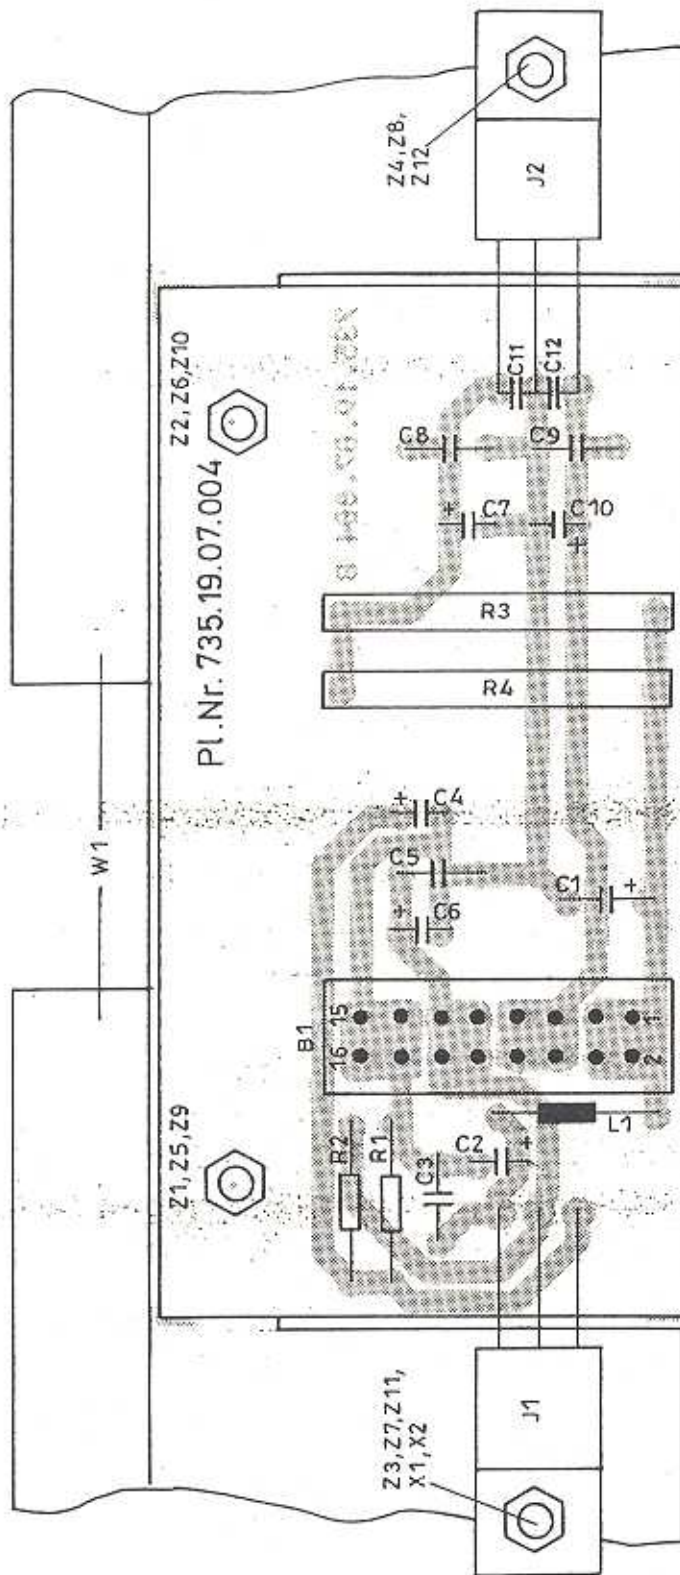 Z4,Z8,
Z12
J2
Z2,Z6,Z10
Pl.Nr. 735.19.07.004
C11
C12
C8
C9
+
C7
C10
+
R3
R4
W1
+
C4
C5
C1
+
+
C6
B1
15
1
16
2
Z1,Z5,Z9
R2
R1
C3
C2
+
L1
Z3,Z7,Z11,
X1,X2
J1